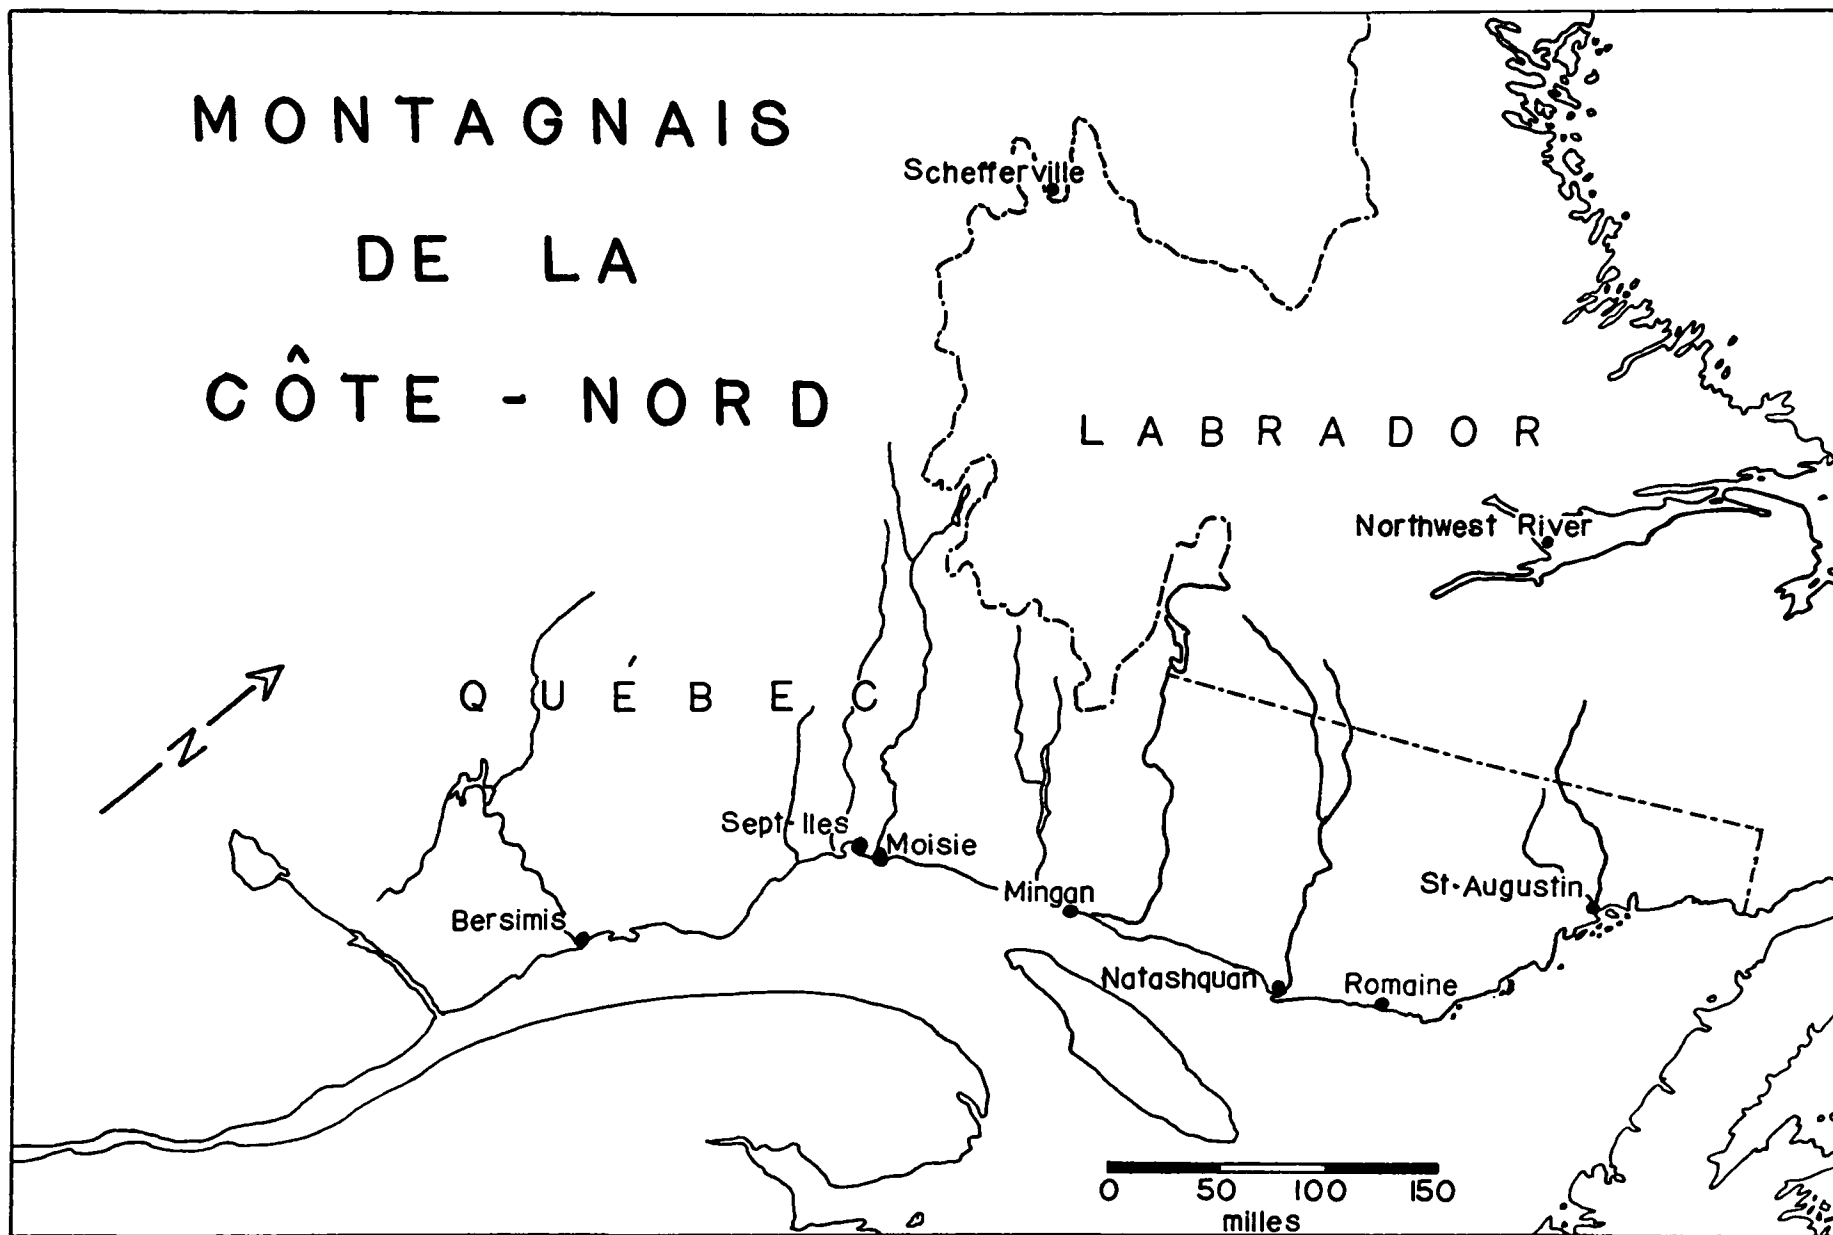 MONTAGNAIS
DE LA
CÔTE - NORD
Schefferville
LABRADOR
Northwest River
QUÉBEC
N
Sept-Iles
Moisie
Mingan
St-Augustin
Bersimis
Natashquan
Romaine
0 50 100 150
milles